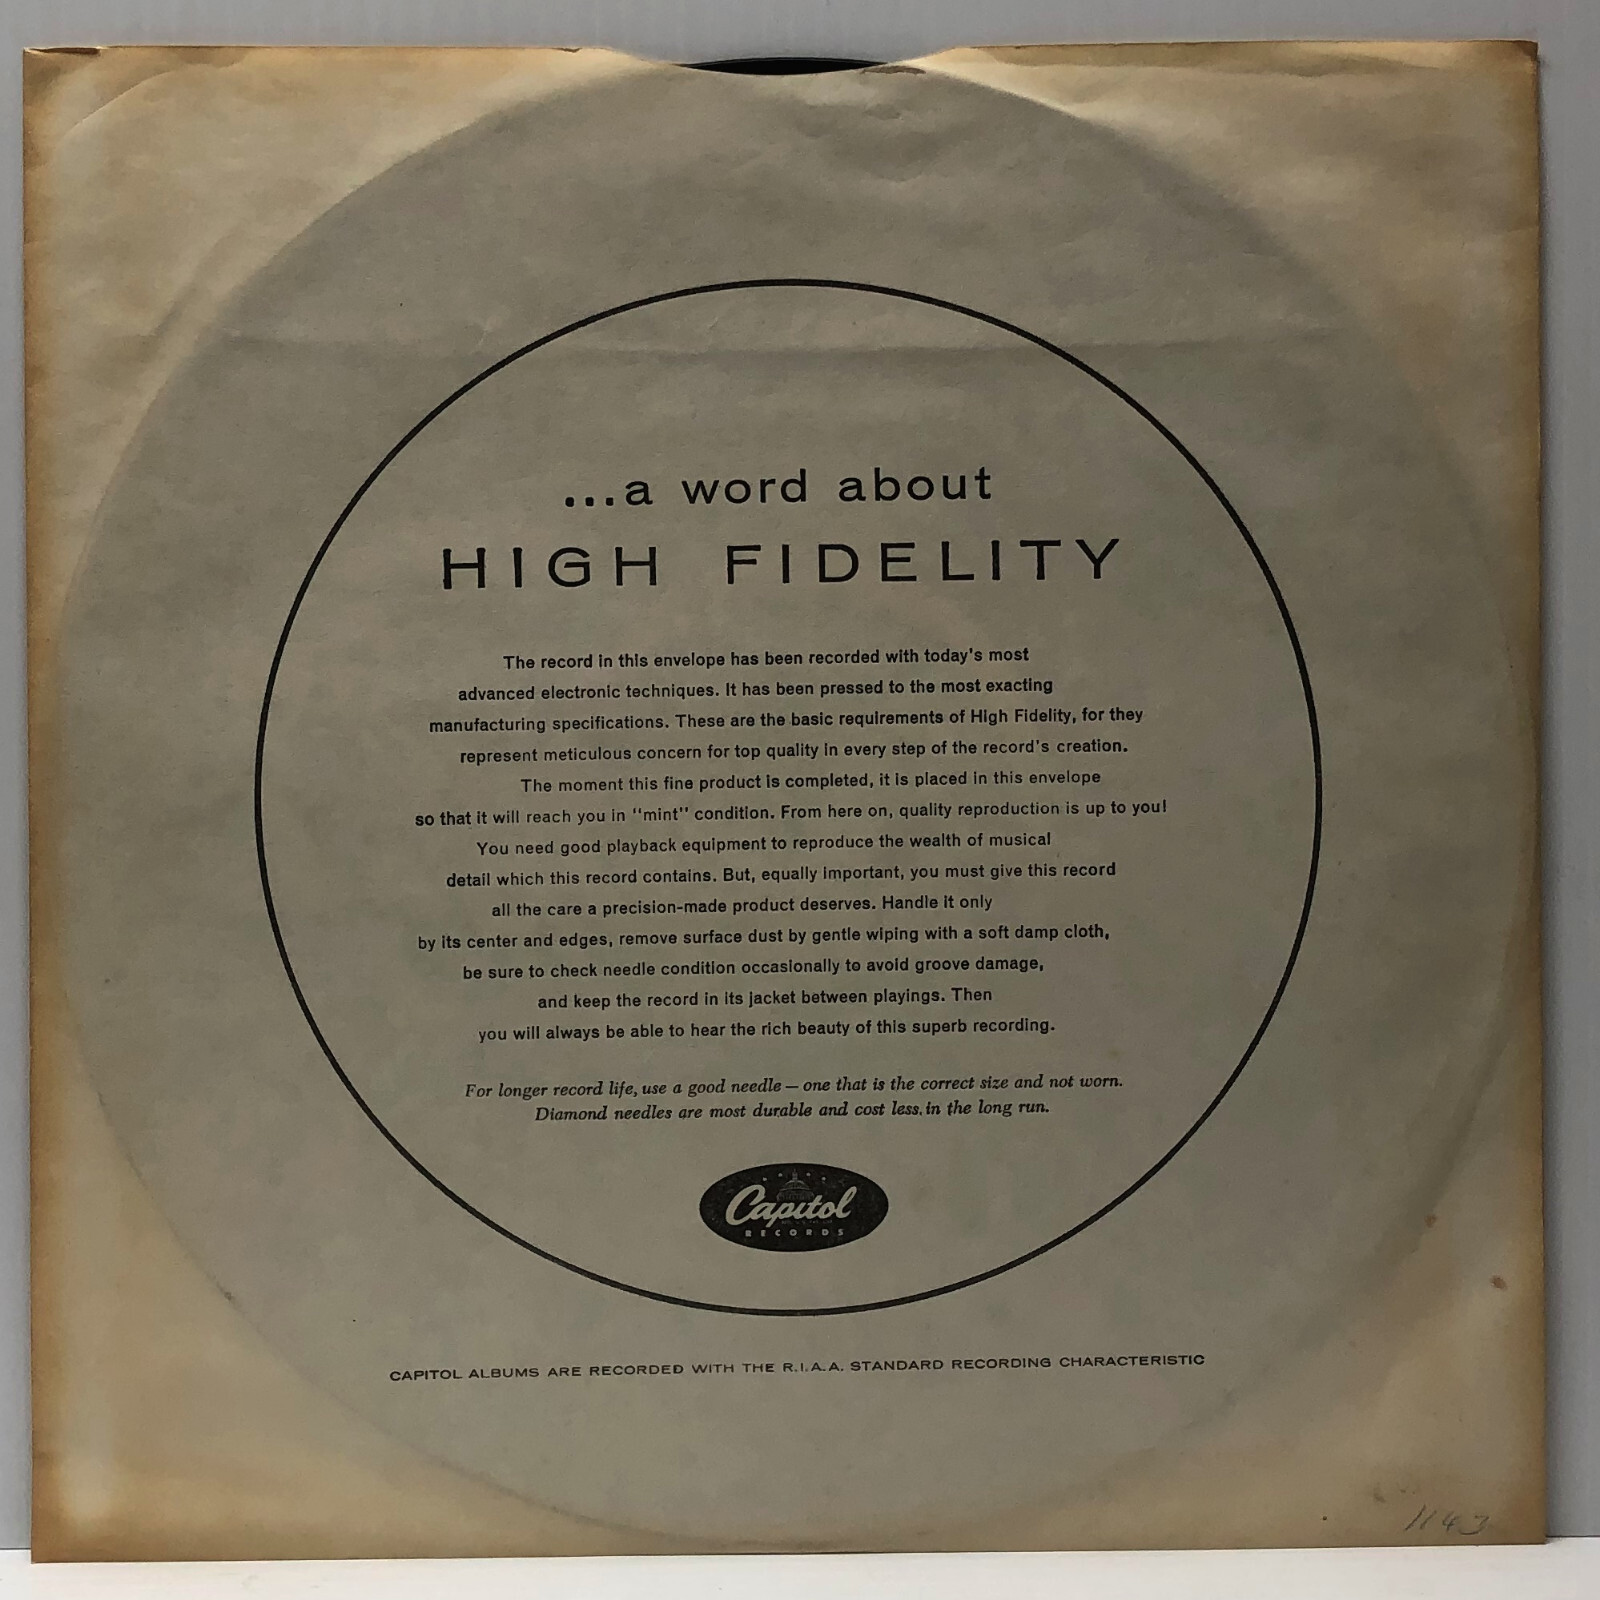 ...a word about
HIGH FIDELITY
The record in this envelope has been recorded with today's most
advanced electronic techniques. It has been pressed to the most exacting
manufacturing specifications. These are the basic requirements of High Fidelity, for they
represent meticulous concern for top quality in every step of the record's creation.
The moment this fine product is completed, it is placed in this envelope
so that it will reach you in "mint" condition. From here on, quality reproduction is up to you!
You need good playback equipment to reproduce the wealth of musical
detail which this record contains. But, equally important, you must give this record
all the care a precision-made product deserves. Handle it only
by its center and edges, remove surface dust by gentle wiping with a soft damp cloth,
be sure to check needle condition occasionally to avoid groove damage,
and keep the record in its jacket between playings. Then
you will always be able to hear the rich beauty of this superb recording.
For longer record life, use a good needle — one that is the correct size and not worn.
Diamond needles are most durable and cost less in the long run.
Capitol
RECORDS
CAPITOL ALBUMS ARE RECORDED WITH THE R.I.A.A. STANDARD RECORDING CHARACTERISTIC
1143